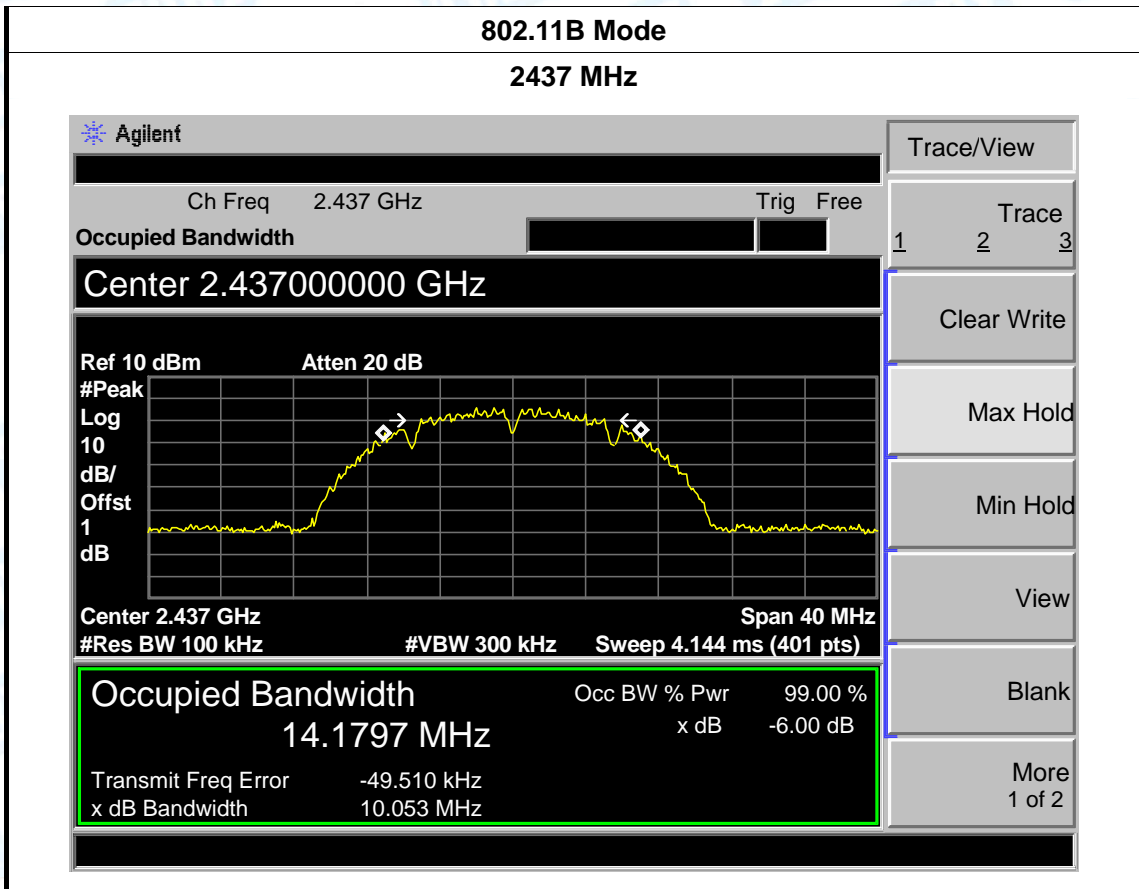 802.11B Mode
2437 MHz
Agilent
Trace/View
Ch Freq 2.437 GHz Trig Free
Occupied Bandwidth
Trace
1 2 3
Center 2.437000000 GHz
Clear Write
Ref 10 dBm Atten 20 dB
#Peak
Log
10
dB/
Offst
1
dB
Max Hold
Min Hold
Center 2.437 GHz Span 40 MHz
#Res BW 100 kHz #VBW 300 kHz Sweep 4.144 ms (401 pts)
View
Occupied Bandwidth Occ BW % Pwr 99.00 %
14.1797 MHz x dB -6.00 dB
Transmit Freq Error -49.510 kHz
x dB Bandwidth 10.053 MHz
Blank
More
1 of 2